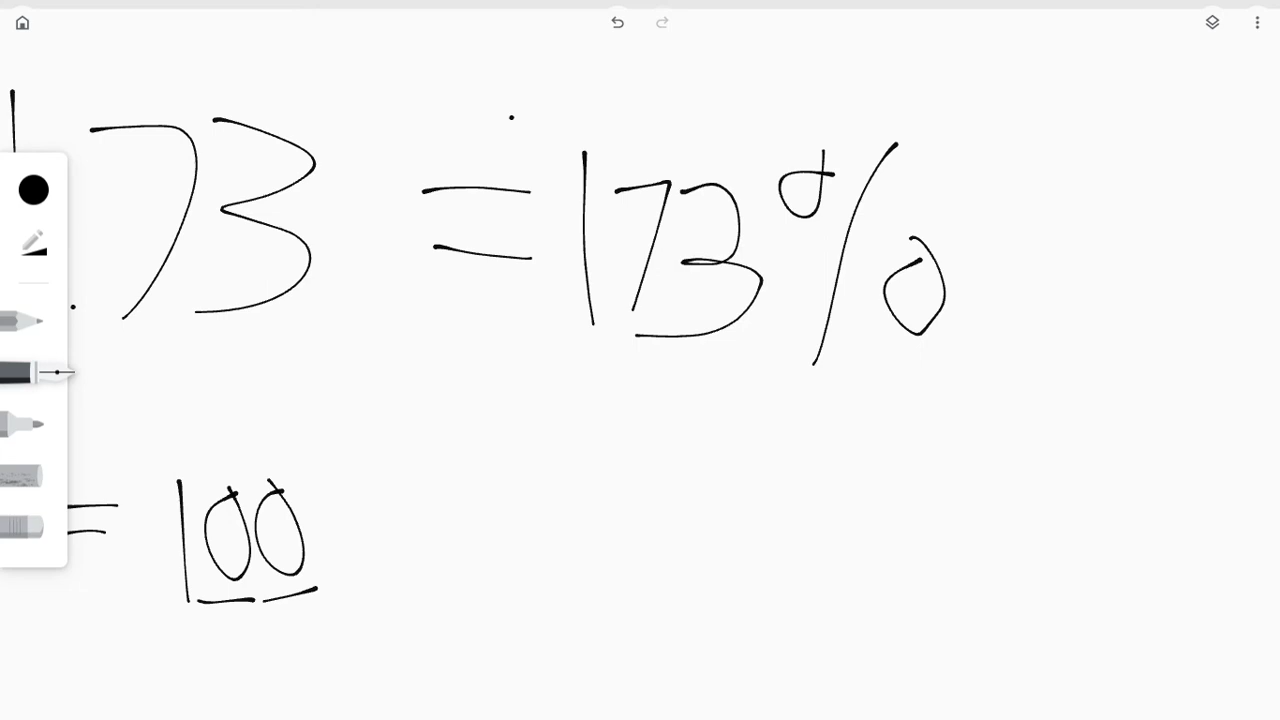 1.73 = 173%
= 100